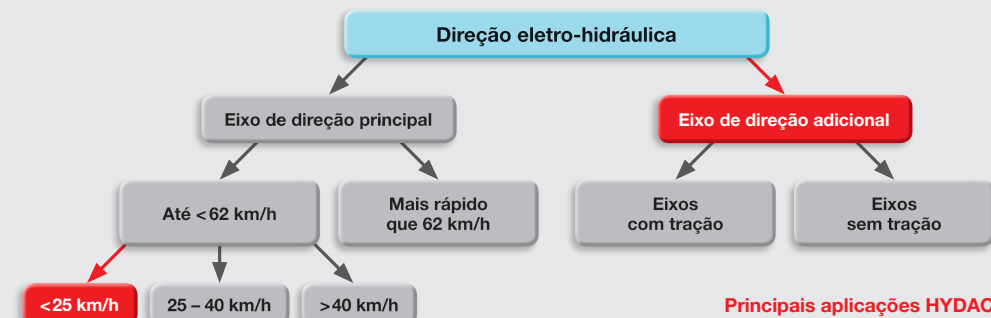 Direção eletro-hidráulica
Eixo de direção principal
Eixo de direção adicional
Até <62 km/h
Mais rápido
que 62 km/h
Eixos
com tração
Eixos
sem tração
<25 km/h
25 – 40 km/h
>40 km/h
Principais aplicações HYDAC